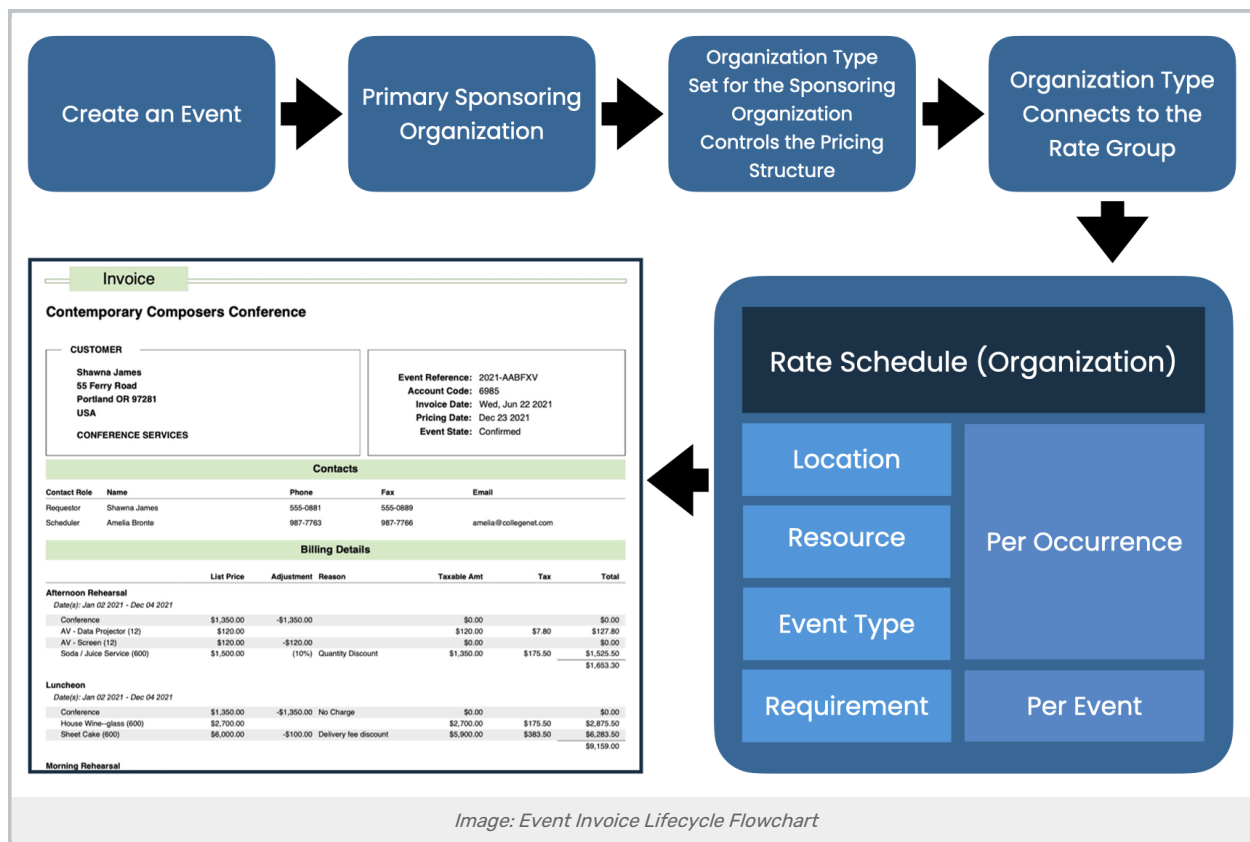 Create an Event
Primary Sponsoring
Organization
Organization Type
Set for the Sponsoring
Organization
Controls the Pricing
Structure
Organization Type
Connects to the
Rate Group
Rate Schedule (Organization)
Location
Resource
Event Type
Requirement
Per Occurrence
Per Event
Invoice
Contemporary Composers Conference
CUSTOMER
Shawna James
55 Ferry Road
Portland OR 97281
USA
CONFERENCE SERVICES
Event Reference: 2021-AABFXV
Account Code: 6985
Invoice Date: Wed, Jun 22 2021
Pricing Date: Dec 23 2021
Event State: Confirmed
Contacts
Contact Role Name Phone Fax Email
Requestor Shawna James 555-0881 555-0889
Scheduler Amelia Bronte 987-7763 987-7766 amelia@collegenet.com
Billing Details
List Price Adjustment Reason Taxable Amt Tax Total
Afternoon Rehearsal
Date(s): Jan 02 2021 - Dec 04 2021
Conference $1,350.00 -$1,350.00 $0.00 $0.00
AV - Data Projector (12) $120.00 $120.00 $7.80 $127.80
AV - Screen (12) $120.00 -$120.00 $0.00 $0.00
Soda / Juice Service (600) $1,500.00 (10%) Quantity Discount $1,350.00 $175.50 $1,525.50
$1,653.30
Luncheon
Date(s): Jan 02 2021 - Dec 04 2021
Conference $1,350.00 -$1,350.00 No Charge $0.00 $0.00
House Wine--glass (600) $2,700.00 $2,700.00 $175.50 $2,875.50
Sheet Cake (600) $6,000.00 -$100.00 Delivery fee discount $5,900.00 $383.50 $6,283.50
$9,159.00
Morning Rehearsal
Image: Event Invoice Lifecycle Flowchart